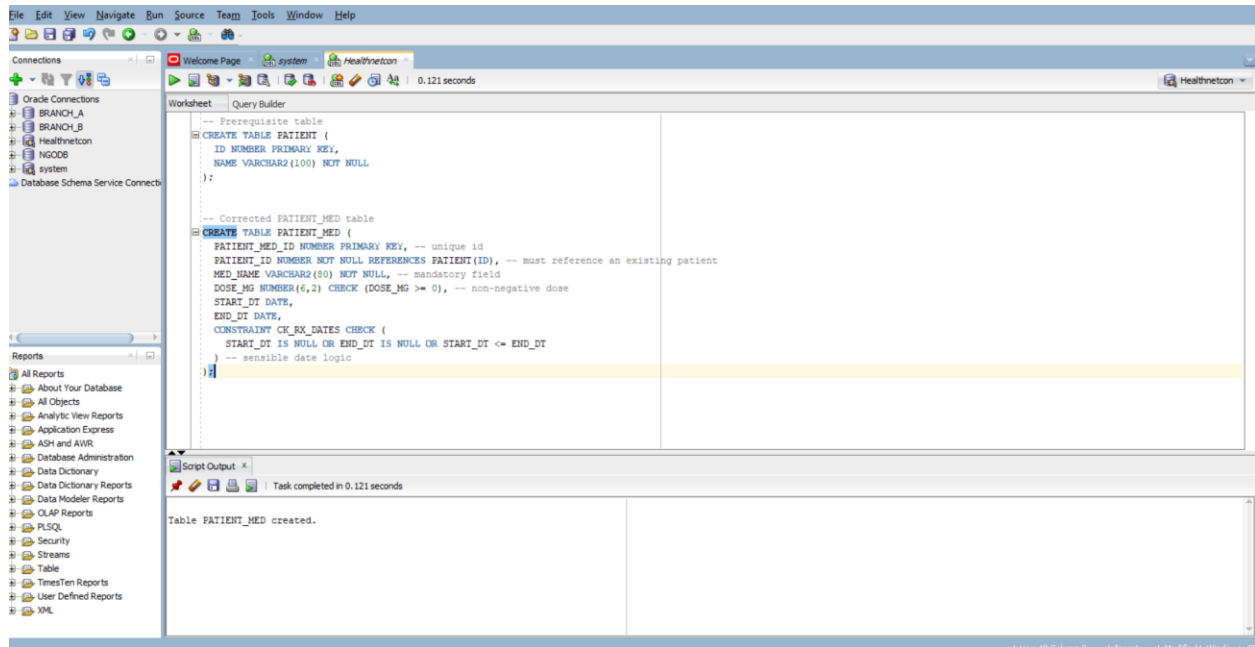 File Edit View Navigate Run Source Team Tools Window Help
Connections
Welcome Page system Healthnetcon
0.121 seconds
Healthnetcon
Worksheet Query Builder
Oracle Connections
BRANCH_A
BRANCH_B
Healthnetcon
NGODB
system
Database Schema Service Connecti
-- Prerequisite table
CREATE TABLE PATIENT (
ID NUMBER PRIMARY KEY,
NAME VARCHAR2(100) NOT NULL
);
-- Corrected PATIENT_MED table
CREATE TABLE PATIENT_MED (
PATIENT_MED_ID NUMBER PRIMARY KEY, -- unique id
PATIENT_ID NUMBER NOT NULL REFERENCES PATIENT(ID), -- must reference an existing patient
MED_NAME VARCHAR2(80) NOT NULL, -- mandatory field
DOSE_MG NUMBER(6,2) CHECK (DOSE_MG >= 0), -- non-negative dose
START_DT DATE,
END_DT DATE,
CONSTRAINT CK_RX_DATES CHECK (
START_DT IS NULL OR END_DT IS NULL OR START_DT <= END_DT
) -- sensible date logic
);
Reports
All Reports
About Your Database
All Objects
Analytic View Reports
Application Express
ASH and AWR
Database Administration
Data Dictionary
Data Dictionary Reports
Data Modeler Reports
OLAP Reports
PLSQL
Security
Streams
Table
TimesTen Reports
User Defined Reports
XML
Script Output
Task completed in 0.121 seconds
Table PATIENT_MED created.